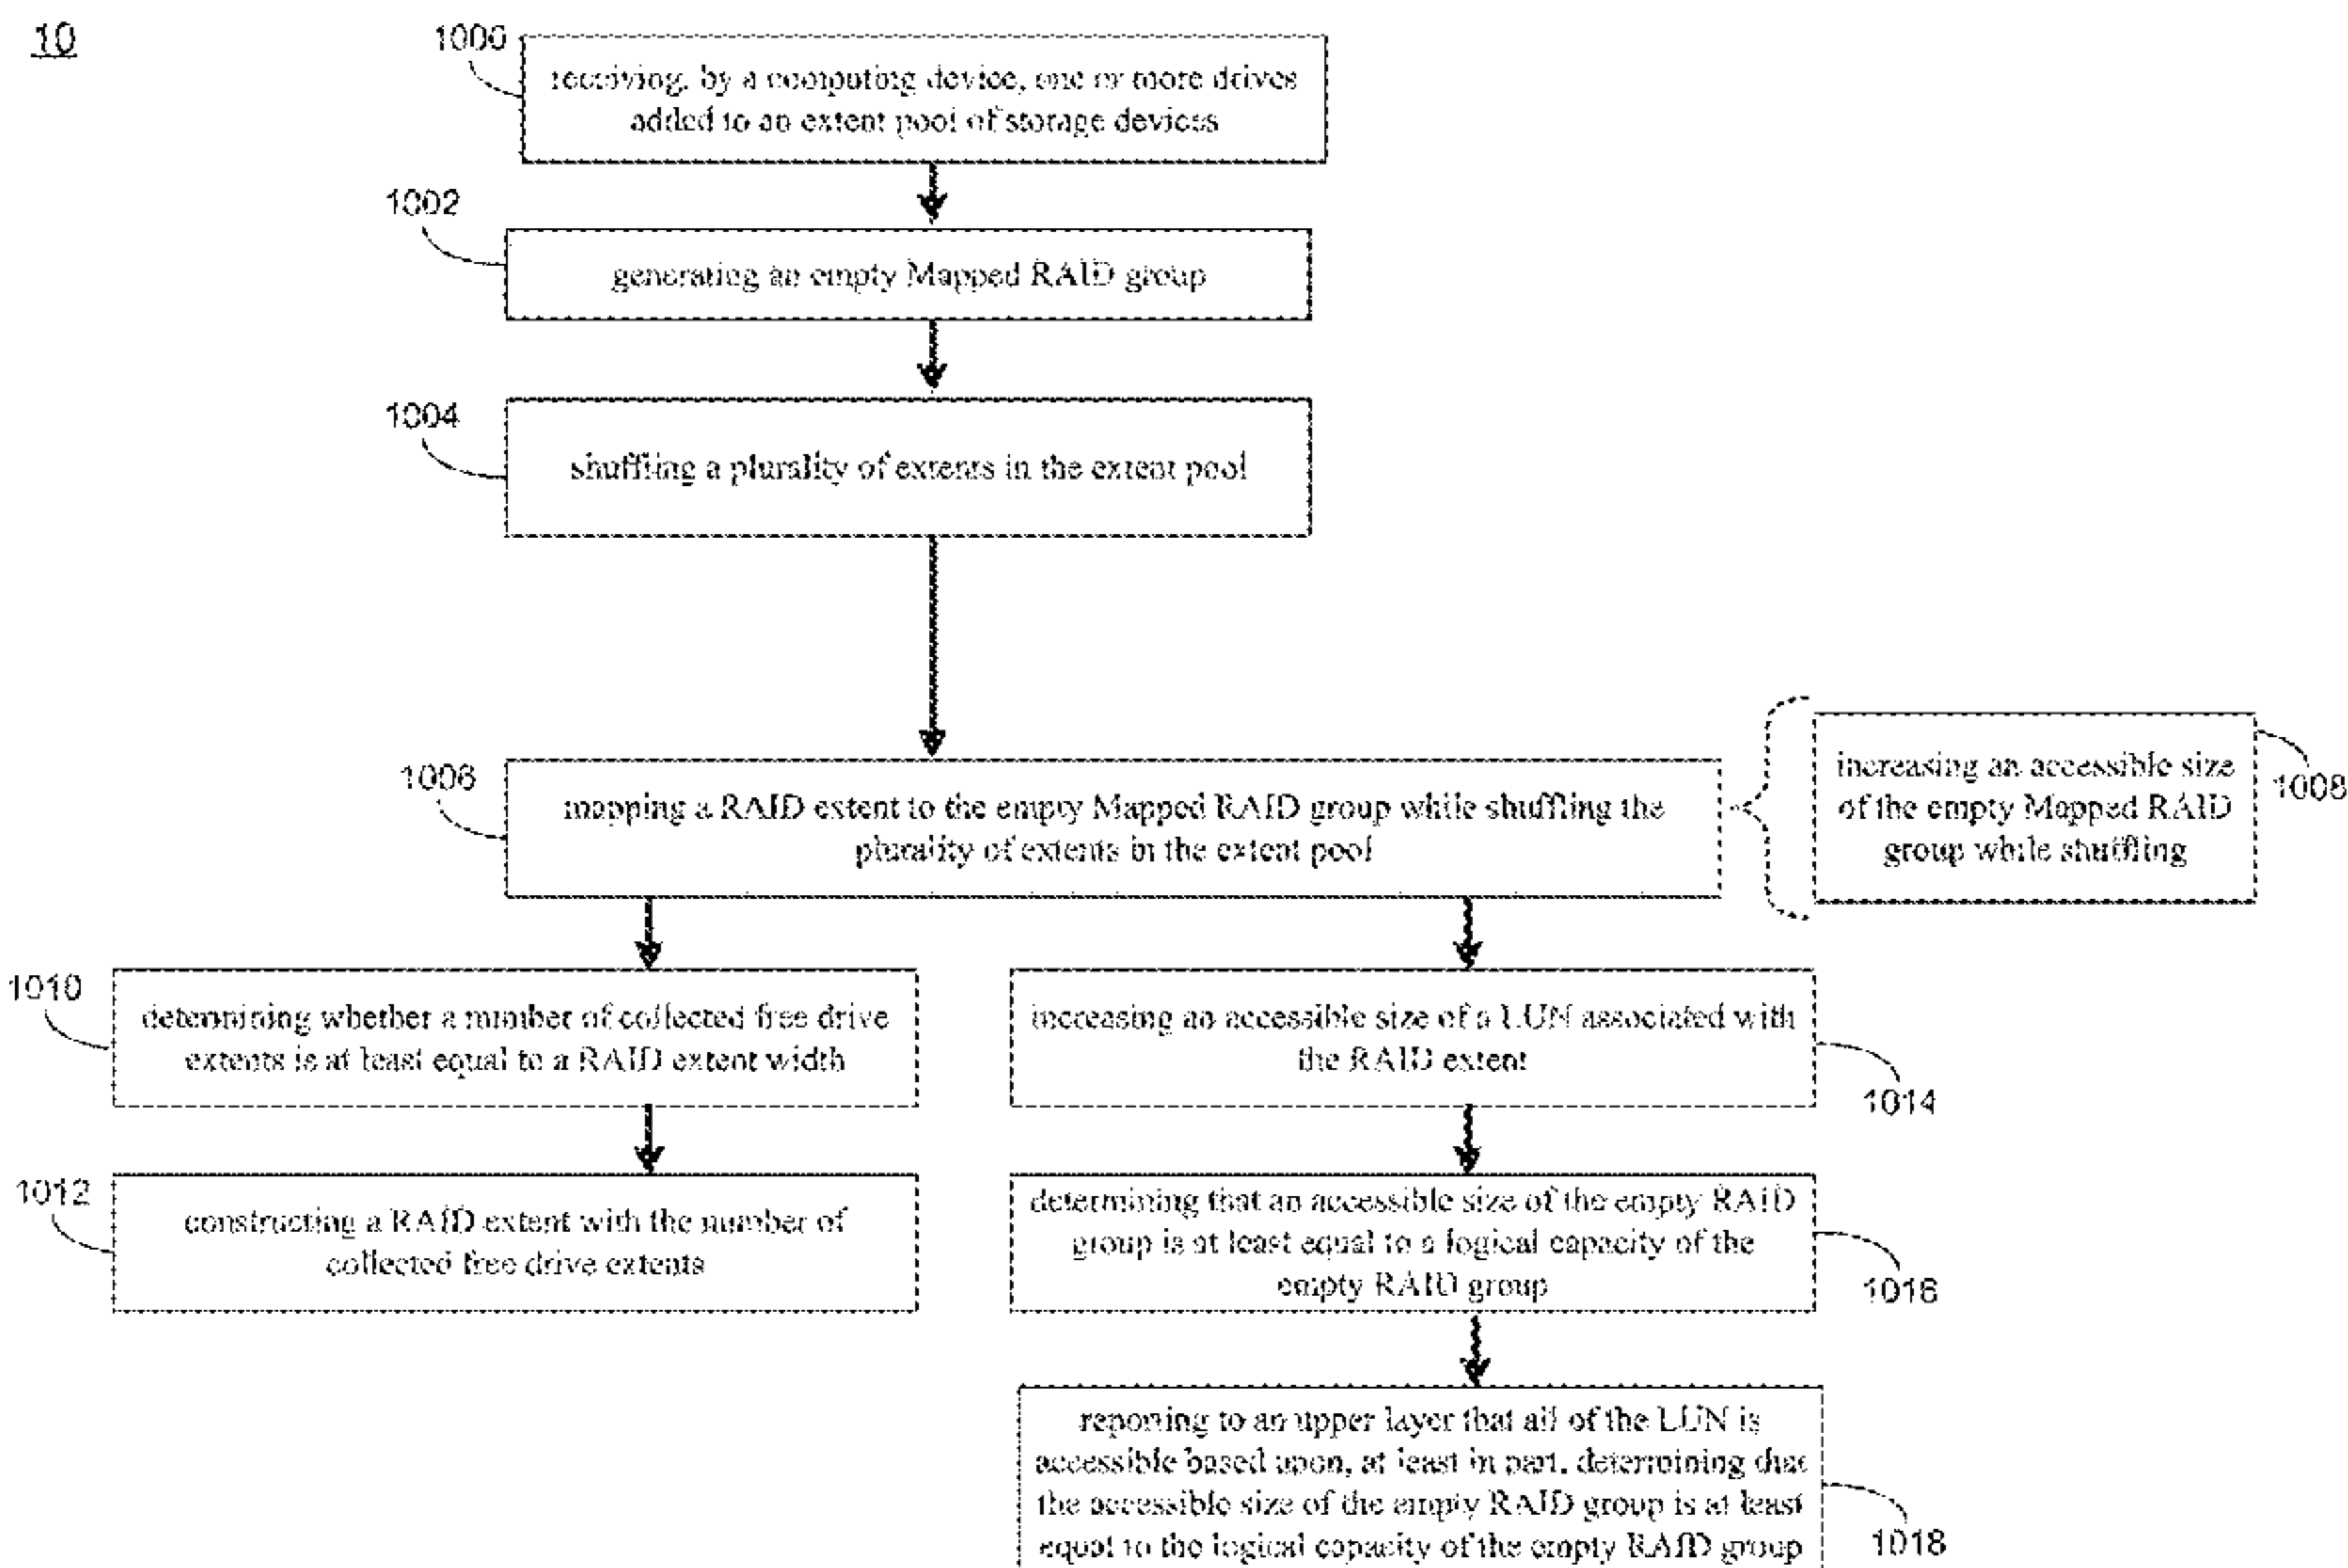 10
1000
receiving, by a computing device, one or more drives
added to an extent pool of storage devices
1002
generating an empty Mapped RAID group
1004
shuffling a plurality of extents in the extent pool
1006
mapping a RAID extent to the empty Mapped RAID group while shuffling the
plurality of extents in the extent pool
increasing an accessible size
of the empty Mapped RAID
group while shuffling
1008
1010
determining whether a number of collected free drive
extents is at least equal to a RAID extent width
increasing an accessible size of a LUN associated with
the RAID extent
1014
1012
constructing a RAID extent with the number of
collected free drive extents
determining that an accessible size of the empty RAID
group is at least equal to a logical capacity of the
empty RAID group
1016
reporting to an upper layer that all of the LUN is
accessible based upon, at least in part, determining that
the accessible size of the empty RAID group is at least
equal to the logical capacity of the empty RAID group
1018